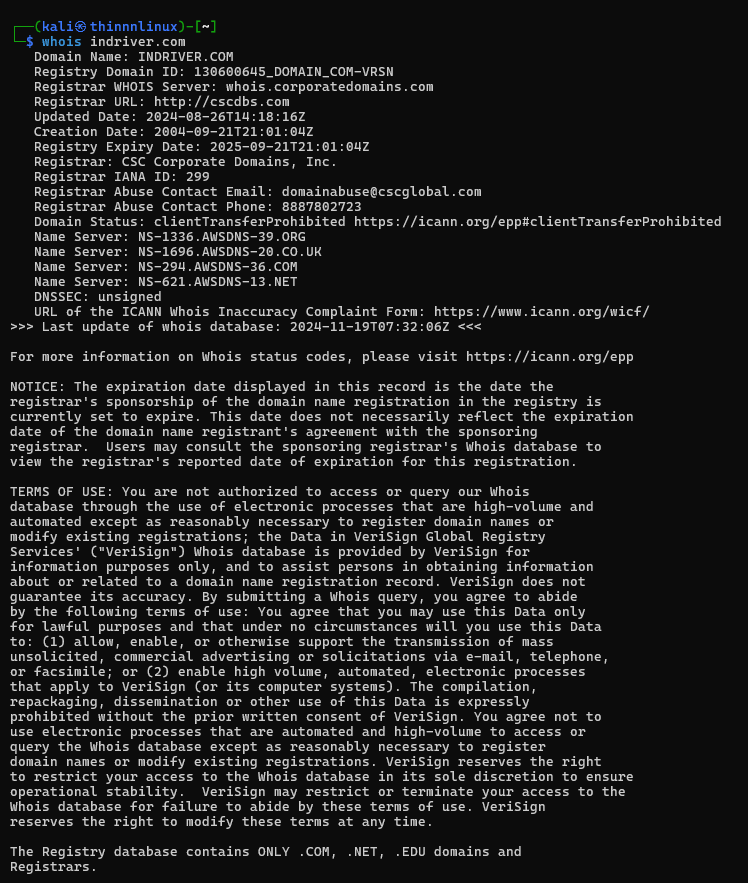 ┌──(kali㉿thinnnlinux)-[~]
└─$ whois indriver.com
   Domain Name: INDRIVER.COM
   Registry Domain ID: 130600645_DOMAIN_COM-VRSN
   Registrar WHOIS Server: whois.corporatedomains.com
   Registrar URL: http://cscdbs.com
   Updated Date: 2024-08-26T14:18:16Z
   Creation Date: 2004-09-21T21:01:04Z
   Registry Expiry Date: 2025-09-21T21:01:04Z
   Registrar: CSC Corporate Domains, Inc.
   Registrar IANA ID: 299
   Registrar Abuse Contact Email: domainabuse@cscglobal.com
   Registrar Abuse Contact Phone: 8887802723
   Domain Status: clientTransferProhibited https://icann.org/epp#clientTransferProhibited
   Name Server: NS-1336.AWSDNS-39.ORG
   Name Server: NS-1696.AWSDNS-20.CO.UK
   Name Server: NS-294.AWSDNS-36.COM
   Name Server: NS-621.AWSDNS-13.NET
   DNSSEC: unsigned
   URL of the ICANN Whois Inaccuracy Complaint Form: https://www.icann.org/wicf/
>>> Last update of whois database: 2024-11-19T07:32:06Z <<<

For more information on Whois status codes, please visit https://icann.org/epp

NOTICE: The expiration date displayed in this record is the date the
registrar's sponsorship of the domain name registration in the registry is
currently set to expire. This date does not necessarily reflect the expiration
date of the domain name registrant's agreement with the sponsoring
registrar.  Users may consult the sponsoring registrar's Whois database to
view the registrar's reported date of expiration for this registration.

TERMS OF USE: You are not authorized to access or query our Whois
database through the use of electronic processes that are high-volume and
automated except as reasonably necessary to register domain names or
modify existing registrations; the Data in VeriSign Global Registry
Services' ("VeriSign") Whois database is provided by VeriSign for
information purposes only, and to assist persons in obtaining information
about or related to a domain name registration record. VeriSign does not
guarantee its accuracy. By submitting a Whois query, you agree to abide
by the following terms of use: You agree that you may use this Data only
for lawful purposes and that under no circumstances will you use this Data
to: (1) allow, enable, or otherwise support the transmission of mass
unsolicited, commercial advertising or solicitations via e-mail, telephone,
or facsimile; or (2) enable high volume, automated, electronic processes
that apply to VeriSign (or its computer systems). The compilation,
repackaging, dissemination or other use of this Data is expressly
prohibited without the prior written consent of VeriSign. You agree not to
use electronic processes that are automated and high-volume to access or
query the Whois database except as reasonably necessary to register
domain names or modify existing registrations. VeriSign reserves the right
to restrict your access to the Whois database in its sole discretion to ensure
operational stability.  VeriSign may restrict or terminate your access to the
Whois database for failure to abide by these terms of use. VeriSign
reserves the right to modify these terms at any time.

The Registry database contains ONLY .COM, .NET, .EDU domains and
Registrars.